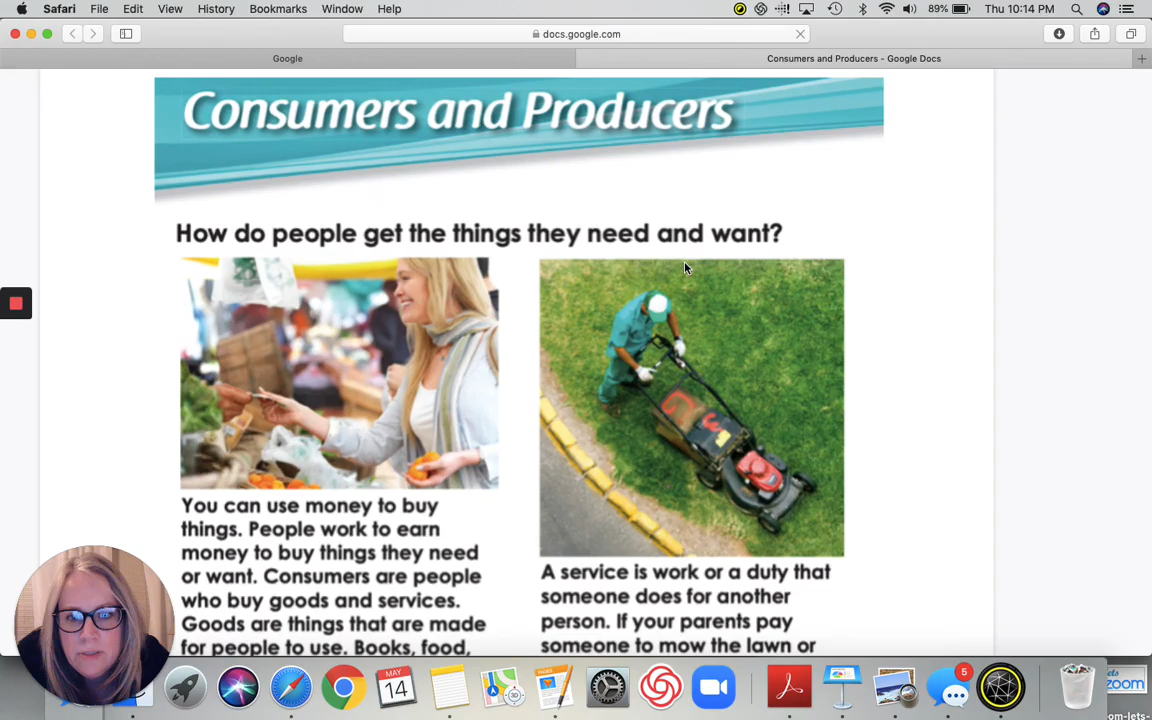 Safari File Edit View History Bookmarks Window Help 89% Thu 10:14 PM
docs.google.com
Google Consumers and Producers - Google Docs
Consumers and Producers
How do people get the things they need and want?
You can use money to buy
things. People work to earn
money to buy things they need
or want. Consumers are people
who buy goods and services.
Goods are things that are made
for people to use. Books, food,
A service is work or a duty that
someone does for another
person. If your parents pay
someone to mow the lawn or
MAY
14
5
zoom